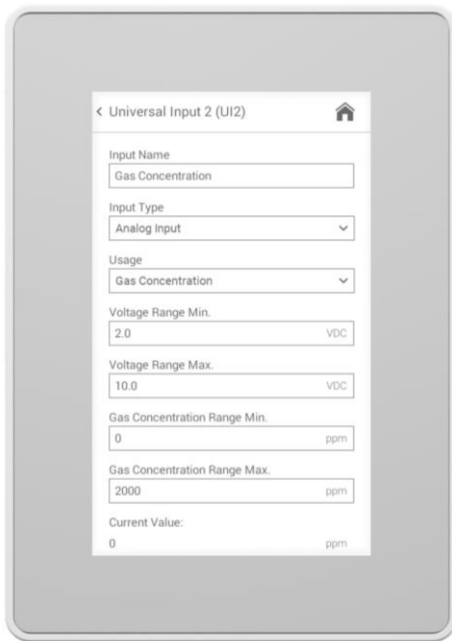 < Universal Input 2 (UI2)
Input Name
Gas Concentration
Input Type
Analog Input
Usage
Gas Concentration
Voltage Range Min.
2.0 VDC
Voltage Range Max.
10.0 VDC
Gas Concentration Range Min.
0 ppm
Gas Concentration Range Max.
2000 ppm
Current Value:
0 ppm